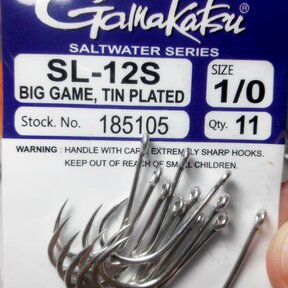 Gamakatsu
SALTWATER SERIES
SL-12S
BIG GAME, TIN PLATED
SIZE
1/0
Stock. No. 185105
Qty. 11
WARNING : HANDLE WITH CARE. EXTREMELY SHARP HOOKS.
KEEP OUT OF REACH OF SMALL CHILDREN.